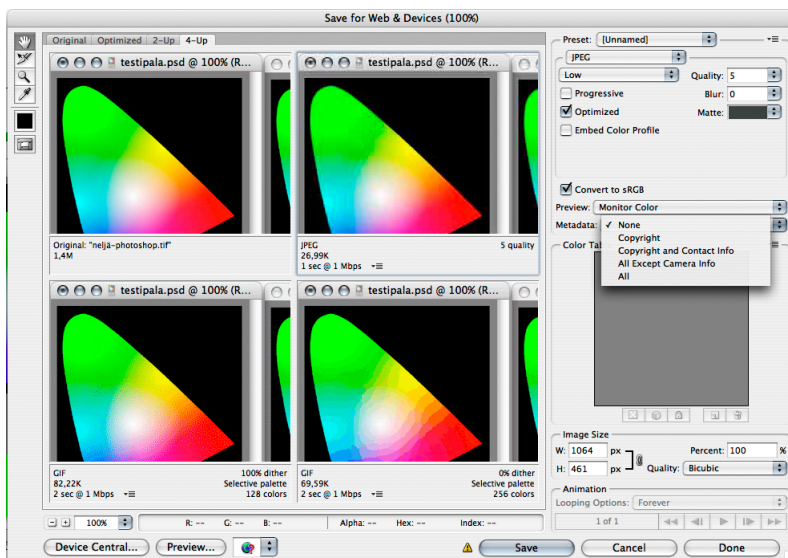 Save for Web & Devices (100%)
Original Optimized 2-Up 4-Up
testipala.psd @ 100% (R...
testipala.psd @ 100% (R...
Original: "neljä-photoshop.tif"
1,4M
JPEG 5 quality
26,99K
1 sec @ 1 Mbps
testipala.psd @ 100% (R...
testipala.psd @ 100% (R...
GIF 100% dither
82,22K Selective palette
2 sec @ 1 Mbps 128 colors
GIF 0% dither
69,59K Selective palette
2 sec @ 1 Mbps 256 colors
100% R: -- G: -- B: -- Alpha: -- Hex: -- Index: --
Device Central... Preview... Save Cancel Done
Preset: [Unnamed]
JPEG
Low Quality: 5
Progressive Blur: 0
Optimized Matte:
Embed Color Profile
Convert to sRGB
Preview: Monitor Color
Metadata: ✓ None
Copyright
Copyright and Contact Info
All Except Camera Info
All
Color Ta
Image Size
W: 1064 px Percent: 100 %
H: 461 px Quality: Bicubic
Animation
Looping Options: Forever
1 of 1